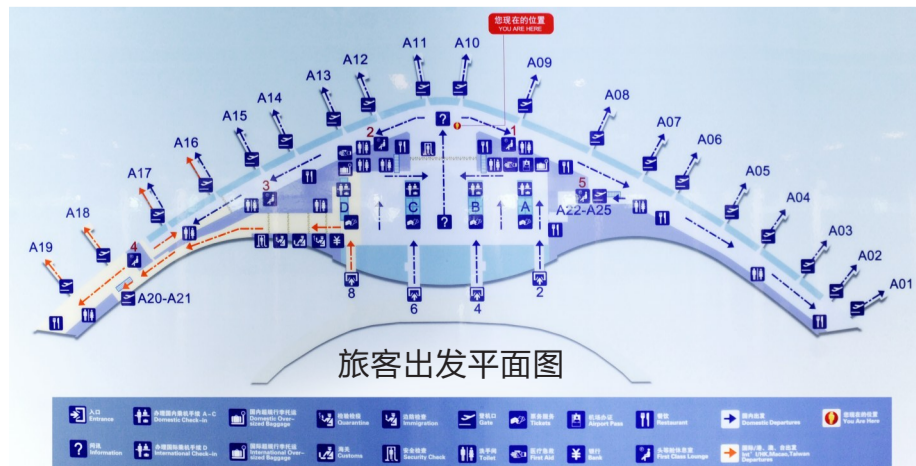 您现在的位置
YOU ARE HERE
A11
A10
A12
A09
A13
A08
A14
A15
A07
A16
A06
A17
A05
A18
A04
A19
A03
A02
A01
2
1
3
5
4
D
C
B
A
A22-A25
A20-A21
8
6
4
2
旅客出发平面图
入口
Entrance
办理国内乘机手续 A-C
Domestic Check-in
国内超规行李托运
Domestic Over-
sized Baggage
检验检疫
Quarantine
边防检查
Immigration
登机口
Gate
票务服务
Tickets
机场办证
Airport Pass
餐饮
Restaurant
国内出发
Domestic Departures
您现在的位置
You Are Here
问讯
Information
办理国际乘机手续 D
International Check-in
国际超规行李托运
International Over-
sized Baggage
海关
Customs
安全检查
Security Check
洗手间
Toilet
医疗急救
First Aid
银行
Bank
头等舱休息室
First Class Lounge
国际/港、澳、台出发
Int'l/HK,Macan,Taiwan
Departures